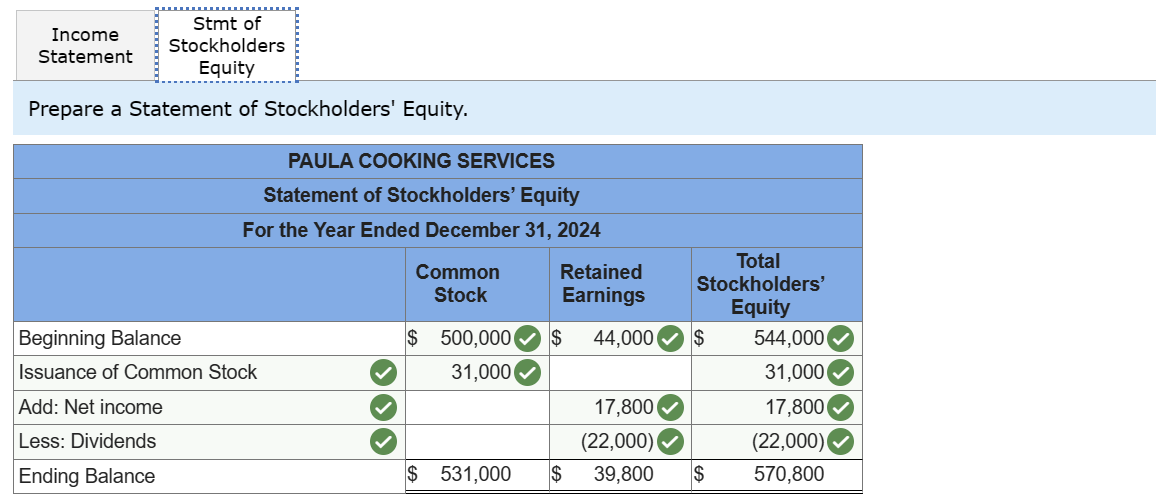 Income
Statement
Stmt of
Stockholders
Equity
Prepare a Statement of Stockholders' Equity.
PAULA COOKING SERVICES
Statement of Stockholders’ Equity
For the Year Ended December 31, 2024
Common
Stock
Retained
Earnings
Total
Stockholders’
Equity
Beginning Balance $ 500,000 $ 44,000 $ 544,000
Issuance of Common Stock 31,000 31,000
Add: Net income 17,800 17,800
Less: Dividends (22,000) (22,000)
Ending Balance $ 531,000 $ 39,800 $ 570,800